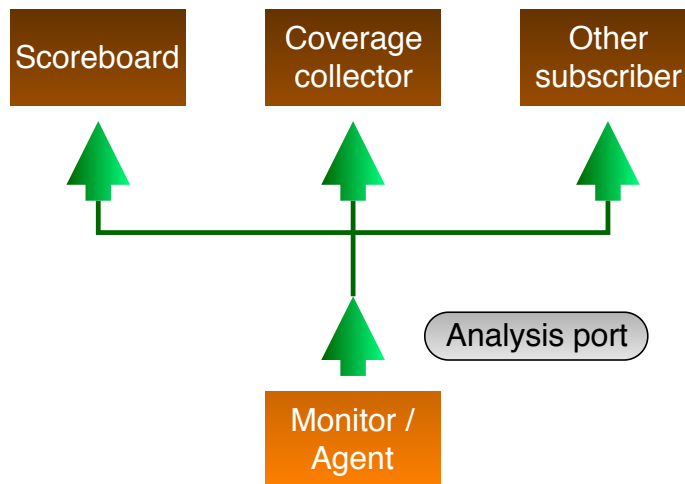 Scoreboard
Coverage
collector
Other
subscriber
Analysis port
Monitor /
Agent